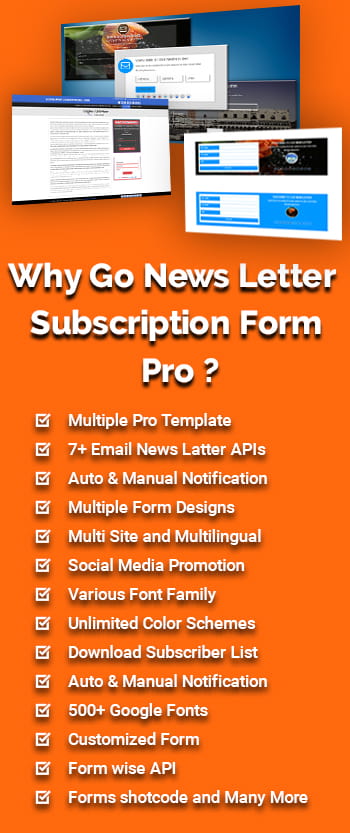 Why Go News Letter
Subscription Form
Pro ?
Multiple Pro Template
7+ Email News Latter APIs
Auto & Manual Notification
Multiple Form Designs
Multi Site and Multilingual
Social Media Promotion
Various Font Family
Unlimited Color Schemes
Download Subscriber List
Auto & Manual Notification
500+ Google Fonts
Customized Form
Form wise API
Forms shotcode and Many More